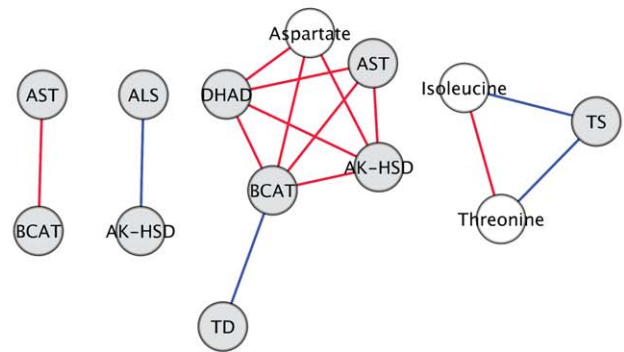 Aspartate
AST
AST
ALS
DHAD
Isoleucine
TS
BCAT
AK-HSD
BCAT
AK-HSD
Threonine
TD